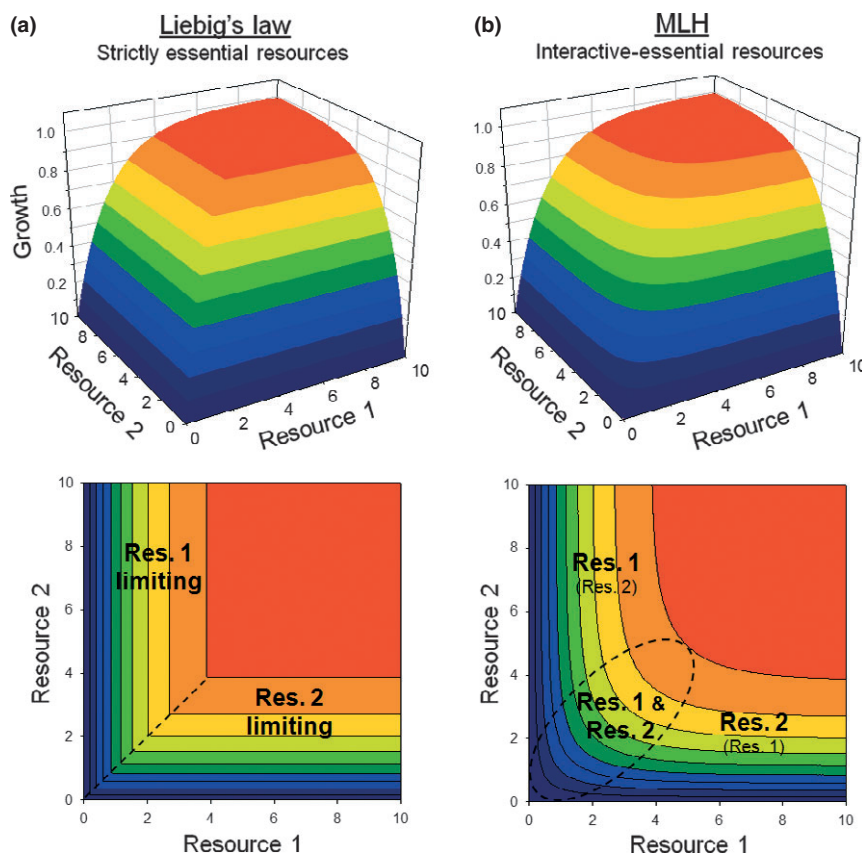 (a)
Liebig's law
Strictly essential resources
1.0
0.8
0.6
0.4
0.2
Growth
10
8
6
4
2
0
Resource 2
0
2
4
6
8
10
Resource 1
(b)
MLH
Interactive-essential resources
1.0
0.8
0.6
0.4
0.2
10
8
6
4
2
0
Resource 2
0
2
4
6
8
10
Resource 1
10
8
6
4
2
0
Resource 2
Res. 1
limiting
Res. 2
limiting
0
2
4
6
8
10
Resource 1
10
8
6
4
2
0
Resource 2
Res. 1
(Res. 2)
Res. 1 &
Res. 2
Res. 2
(Res. 1)
0
2
4
6
8
10
Resource 1